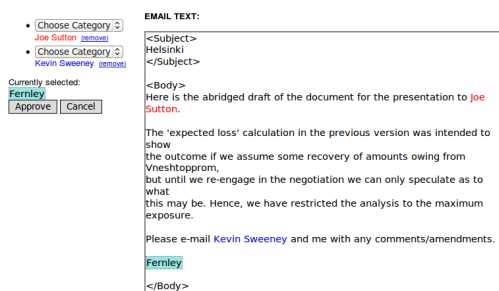 Choose Category
Joe Sutton (remove)
Choose Category
Kevin Sweeney (remove)
Currently selected:
Fernley
Approve Cancel
EMAIL TEXT:
<Subject>
Helsinki
</Subject>
<Body>
Here is the abridged draft of the document for the presentation to Joe
Sutton.
The 'expected loss' calculation in the previous version was intended to
show
the outcome if we assume some recovery of amounts owing from
Vneshtopprom,
but until we re-engage in the negotiation we can only speculate as to
what
this may be. Hence, we have restricted the analysis to the maximum
exposure.
Please e-mail Kevin Sweeney and me with any comments/amendments.
Fernley
</Body>